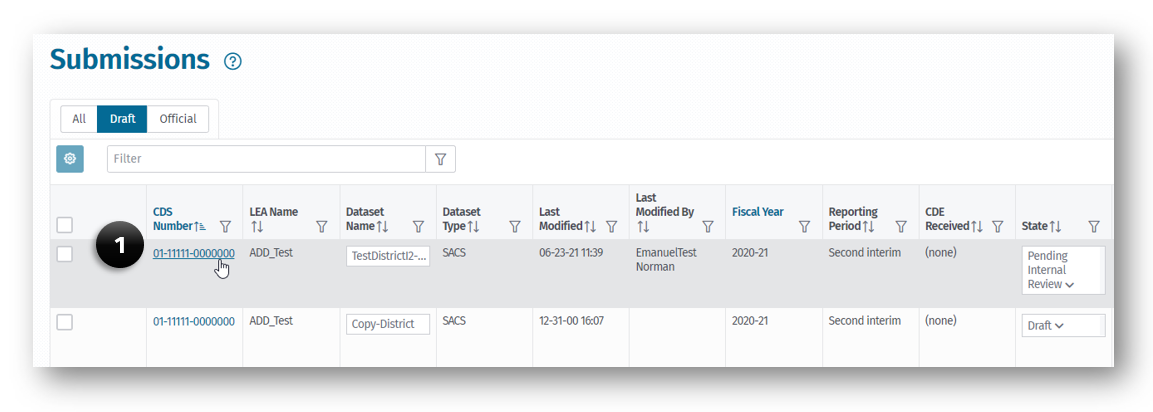 Submissions ?
All Draft Official
Filter
CDS Number
LEA Name
Dataset Name
Dataset Type
Last Modified
Last Modified By
Fiscal Year
Reporting Period
CDE Received
State
1
01-11111-0000000 ADD_Test TestDistrictI2-... SACS 06-23-21 11:39 EmanuelTest Norman 2020-21 Second interim (none) Pending Internal Review
01-11111-0000000 ADD_Test Copy-District SACS 12-31-00 16:07 2020-21 Second interim (none) Draft